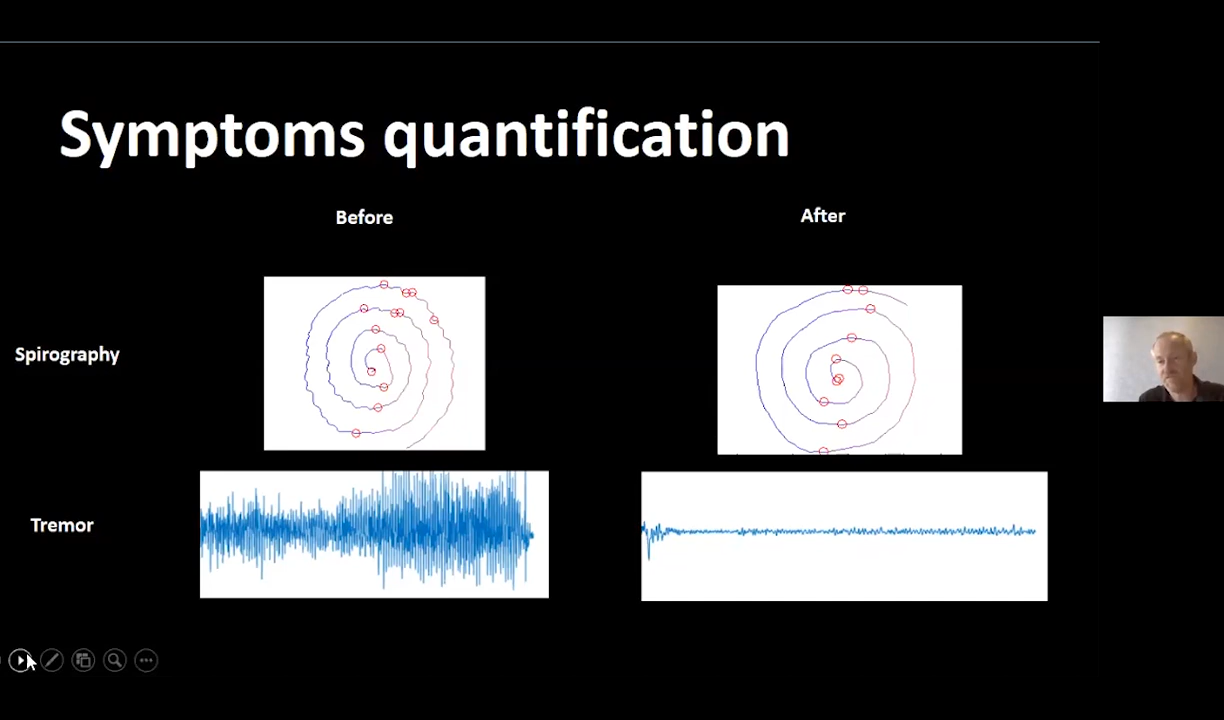 Symptoms quantification
Before
After
Spirography
Tremor